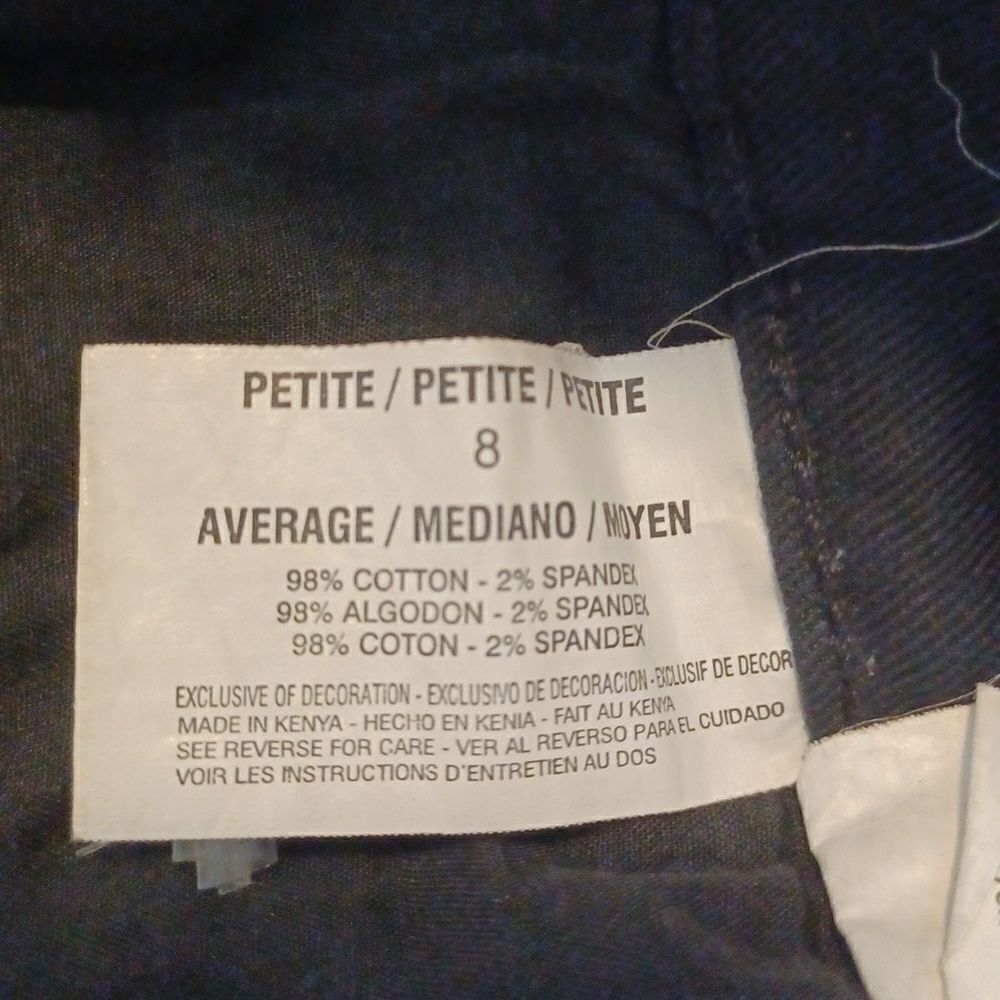 PETITE / PETITE / PETITE
8
AVERAGE / MEDIANO / MOYEN
98% COTTON - 2% SPANDEX
98% ALGODON - 2% SPANDEX
98% COTON - 2% SPANDEX
EXCLUSIVE OF DECORATION - EXCLUSIVO DE DECORACION - EXCLUSIF DE DECOR
MADE IN KENYA - HECHO EN KENIA - FAIT AU KENYA
SEE REVERSE FOR CARE - VER AL REVERSO PARA EL CUIDADO
VOIR LES INSTRUCTIONS D'ENTRETIEN AU DOS